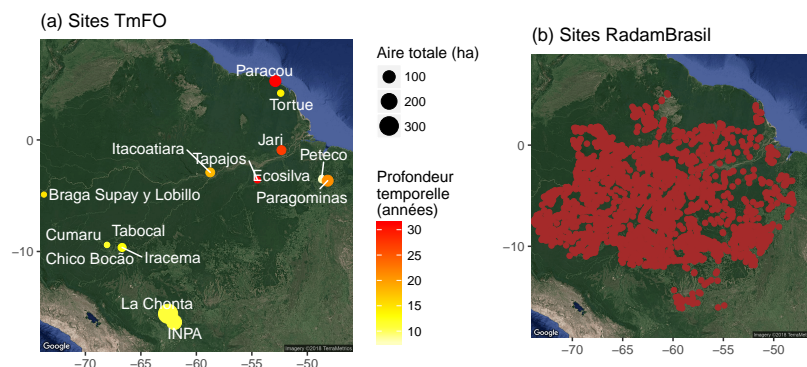 (a) Sites TmFO
Paracou
Tortue
Jari
Itacoatiara
Tapajos
Peteco
Ecosilva
Paragominas
Braga Supay y Lobillo
Cumaru
Tabocal
Chico Bocão
Iracema
La Chonta
INPA
0
−10
−70
−65
−60
−55
−50
Google
Imagery ©2018 TerraMetrics
Aire totale (ha)
100
200
300
Profondeur
temporelle
(années)
30
25
20
15
10
(b) Sites RadamBrasil
0
−10
−70
−65
−60
−55
−50
Google
Imagery ©2018 TerraMetrics